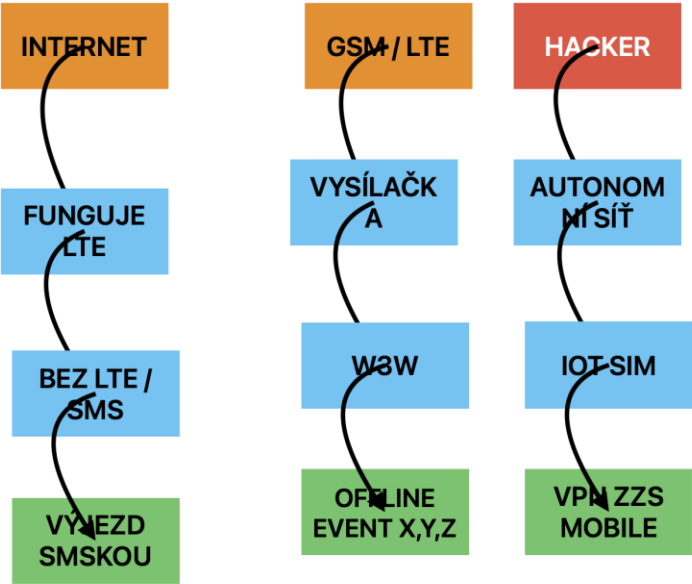 INTERNET
FUNGUJE
LTE
BEZ LTE /
SMS
VÝJEZD
SMSKOU
GSM / LTE
VYSÍLAČK
A
W3W
OFFLINE
EVENT X,Y,Z
HACKER
AUTONOM
NÍ SÍŤ
IOT SIM
VPN ZZS
MOBILE